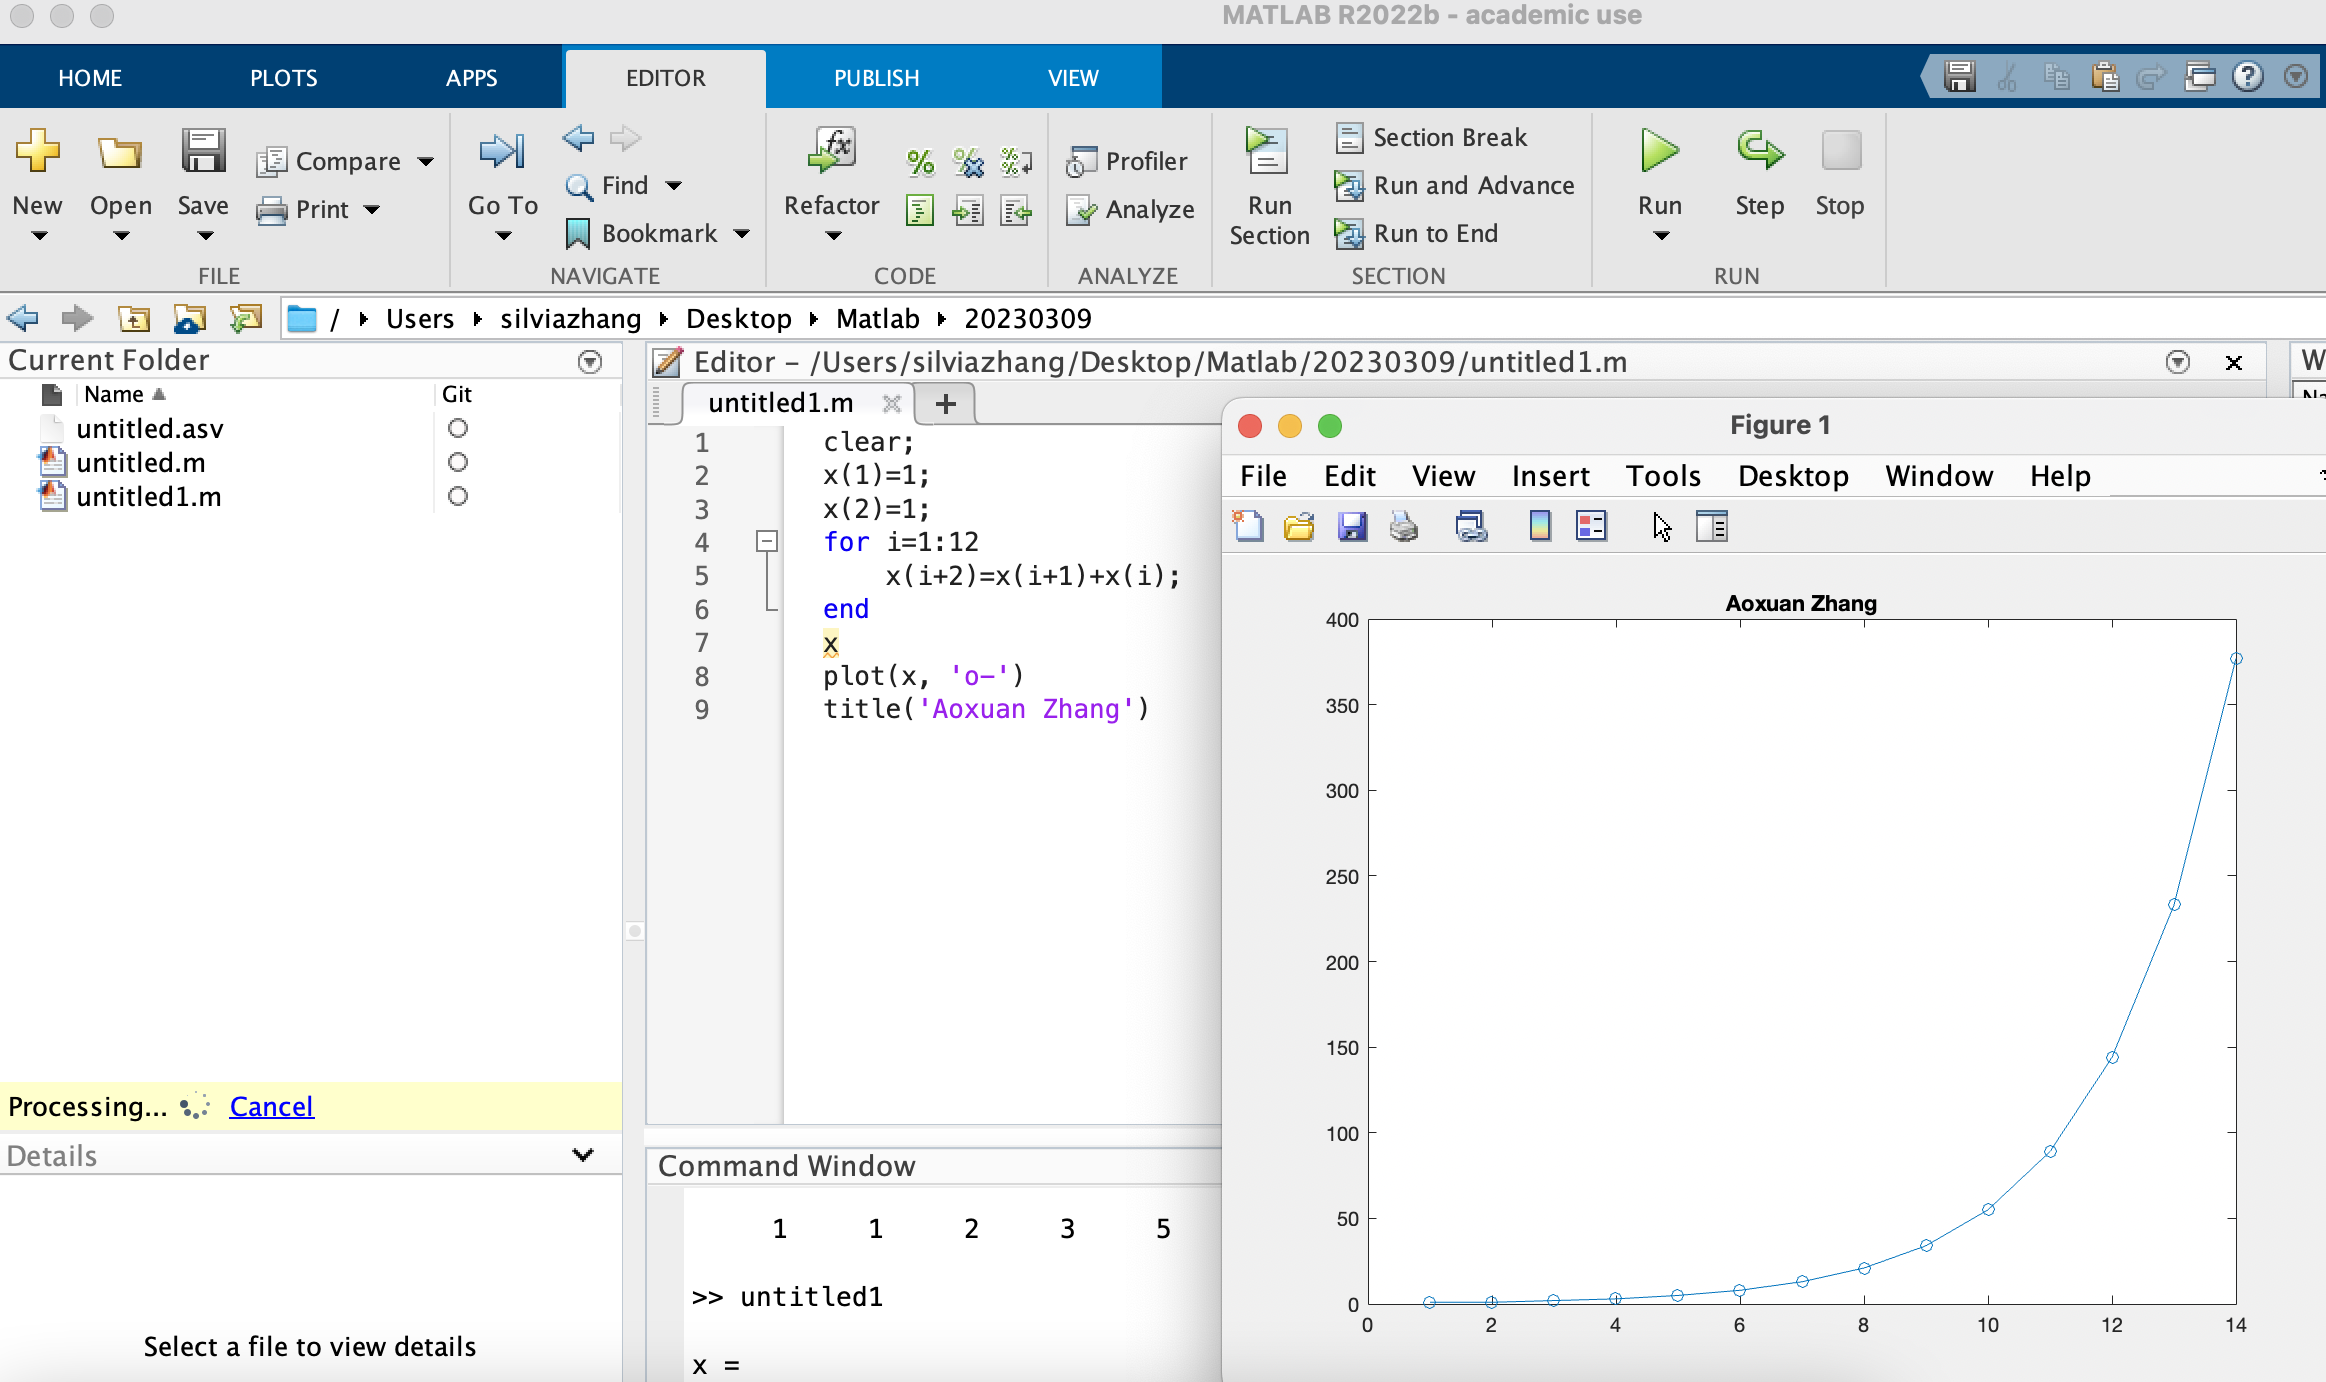 MATLAB R2022b - academic use
HOME
PLOTS
APPS
EDITOR
PUBLISH
VIEW
New
Open
Save
Compare
Print
FILE
Go To
Find
Bookmark
NAVIGATE
Refactor
CODE
Profiler
Analyze
ANALYZE
Run
Section
Section Break
Run and Advance
Run to End
SECTION
Run
Step
Stop
RUN
/ Users silviazhang Desktop Matlab 20230309
Current Folder
Name
Git
untitled.asv
untitled.m
untitled1.m
Processing... Cancel
Details
Select a file to view details
Editor - /Users/silviazhang/Desktop/Matlab/20230309/untitled1.m
untitled1.m
1 clear;
2 x(1)=1;
3 x(2)=1;
4 for i=1:12
5 x(i+2)=x(i+1)+x(i);
6 end
7 x
8 plot(x, 'o-')
9 title('Aoxuan Zhang')
Command Window
1 1 2 3 5
>> untitled1
x =
Figure 1
File Edit View Insert Tools Desktop Window Help
Aoxuan Zhang
400
350
300
250
200
150
100
50
0
0 2 4 6 8 10 12 14